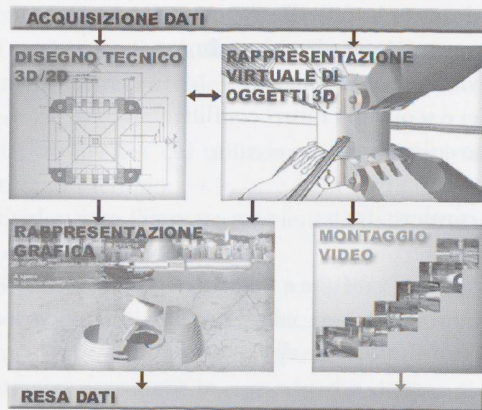 ACQUISIZIONE DATI
DISEGNO TECNICO
3D/2D
RAPPRESENTAZIONE
VIRTUALE DI
OGGETTI 3D
RAPPRESENTAZIONE
GRAFICA
MONTAGGIO
VIDEO
RESA DATI